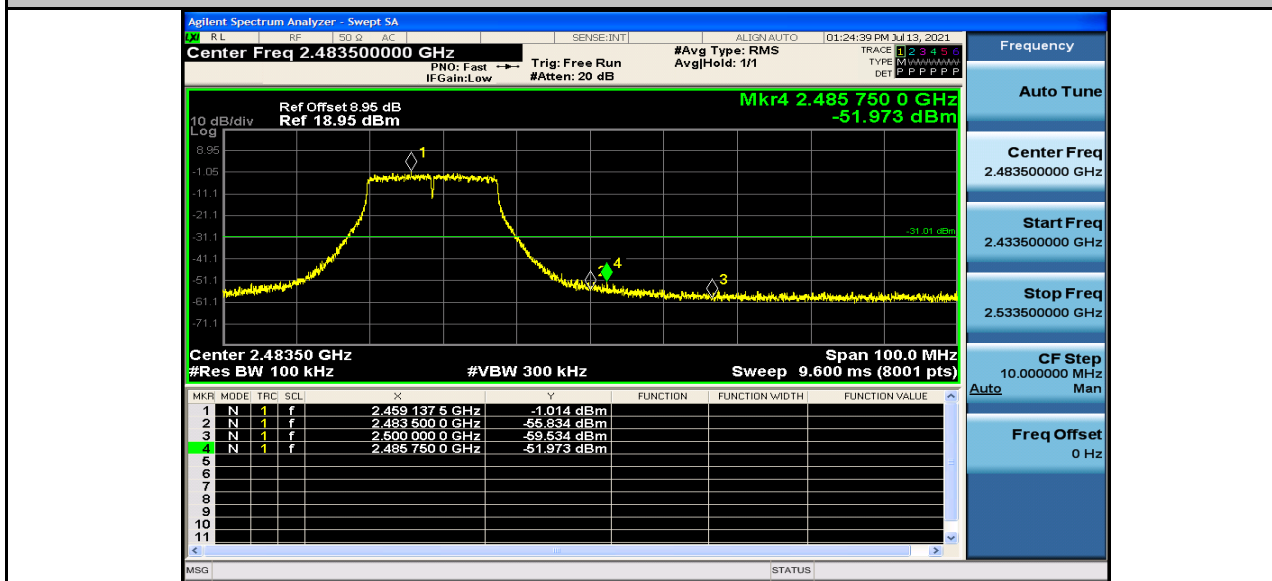 Agilent Spectrum Analyzer - Swept SA
LXI RL RF 50 Ω AC SENSE:INT ALIGN AUTO 01:24:39 PM Jul 13, 2021
Center Freq 2.483500000 GHz
PNO: Fast
IFGain:Low
Trig: Free Run
#Atten: 20 dB
#Avg Type: RMS
Avg|Hold: 1/1
TRACE 1 2 3 4 5 6
TYPE M W W W W W
DET P P P P P P
Mkr4 2.485 750 0 GHz
-51.973 dBm
Ref Offset 8.95 dB
10 dB/div Ref 18.95 dBm
Log
8.95
-1.05
-11.1
-21.1
-31.1
-41.1
-51.1
-61.1
-71.1
-31.01 dBm
1
2
4
3
Center 2.48350 GHz Span 100.0 MHz
#Res BW 100 kHz #VBW 300 kHz Sweep 9.600 ms (8001 pts)
MKR MODE TRC SCL X Y FUNCTION FUNCTION WIDTH FUNCTION VALUE
1 N 1 f 2.459 137 5 GHz -1.014 dBm
2 N 1 f 2.483 500 0 GHz -55.834 dBm
3 N 1 f 2.500 000 0 GHz -59.534 dBm
4 N 1 f 2.485 750 0 GHz -51.973 dBm
5
6
7
8
9
10
11
MSG STATUS
Frequency
Auto Tune
Center Freq
2.483500000 GHz
Start Freq
2.433500000 GHz
Stop Freq
2.533500000 GHz
CF Step
10.000000 MHz
Auto Man
Freq Offset
0 Hz